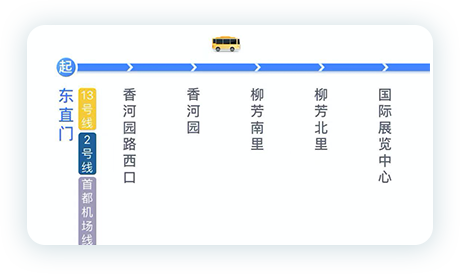 起
东直门
13号线
2号线
首都机场线
香河园路西口
香河园
柳芳南里
柳芳北里
国际展览中心